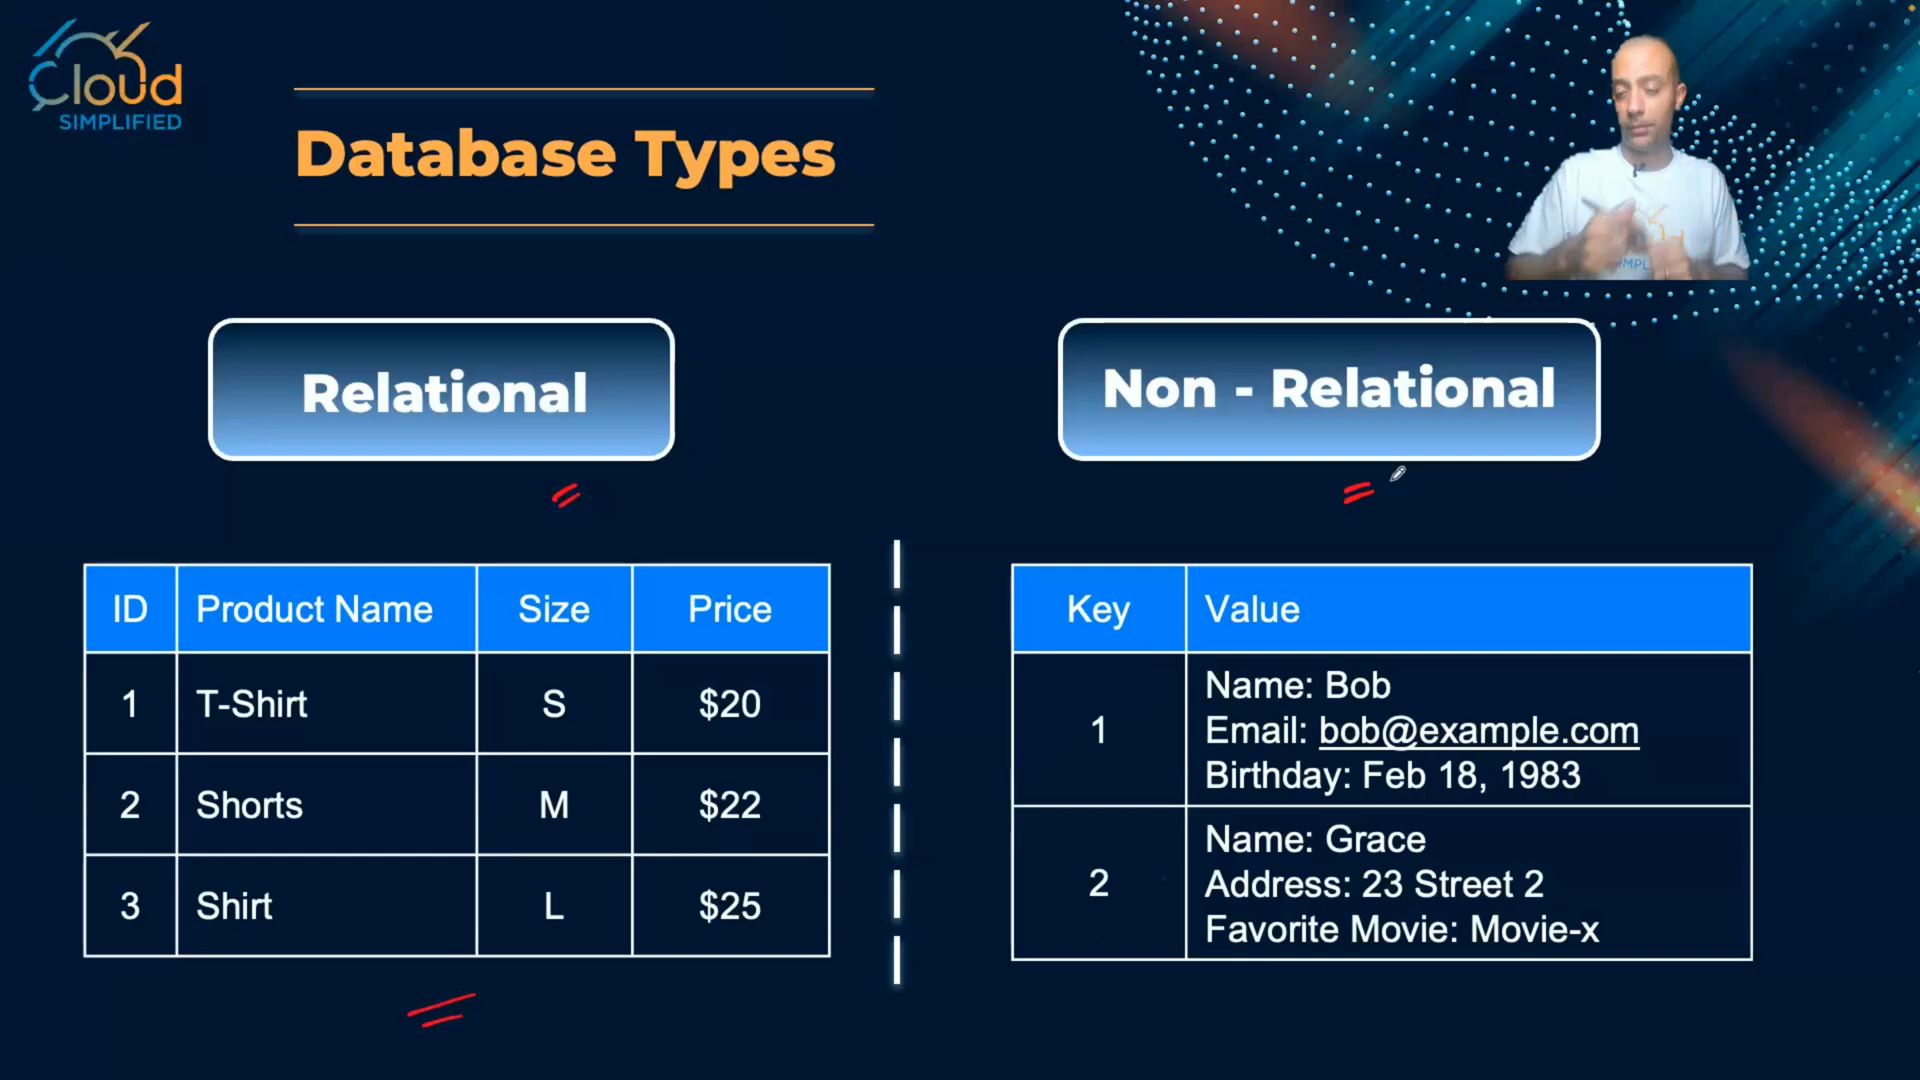 Cloud
SIMPLIFIED
Database Types
Relational
Non - Relational
ID Product Name Size Price
1 T-Shirt S $20
2 Shorts M $22
3 Shirt L $25
Key Value
1
Name: Bob
Email: bob@example.com
Birthday: Feb 18, 1983
2
Name: Grace
Address: 23 Street 2
Favorite Movie: Movie-x